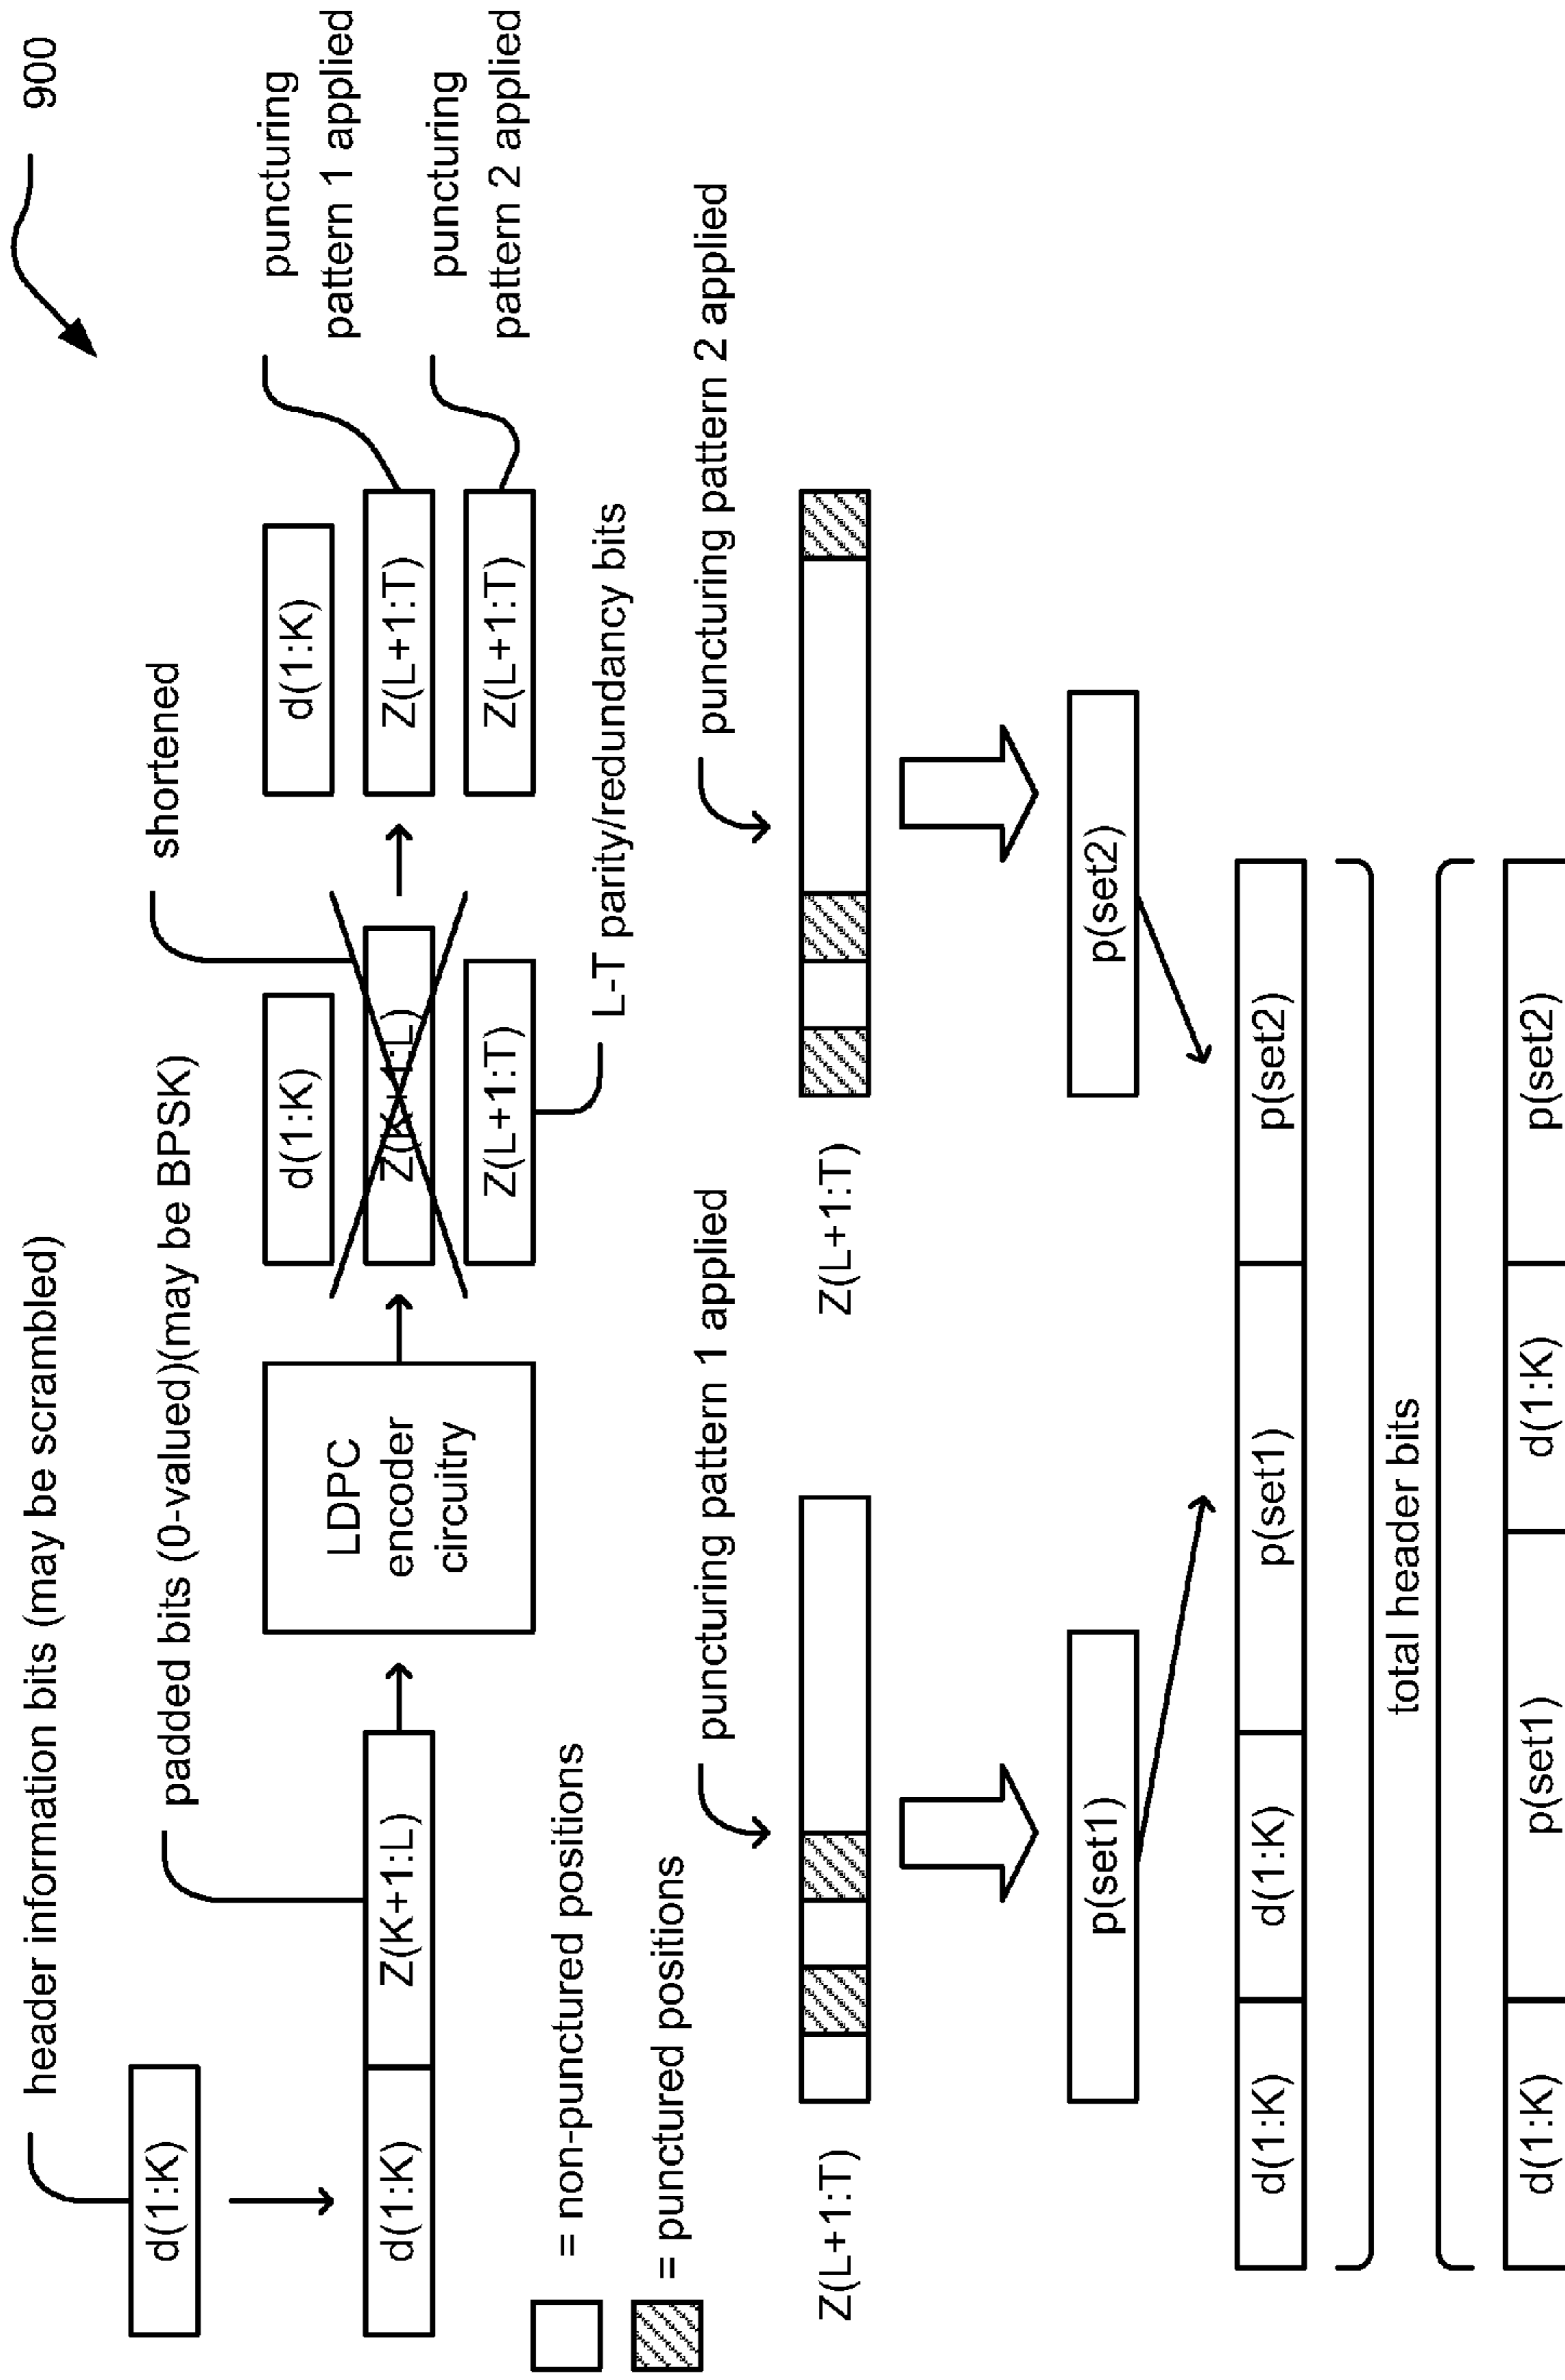 900
header information bits (may be scrambled)
padded bits (0-valued)(may be BPSK)
shortened
d(1:K)
d(1:K)
Z(K+1:L)
LDPC
encoder
circuitry
d(1:K)
Z(K+1:L)
Z(L+1:T)
d(1:K)
Z(L+1:T)
Z(L+1:T)
puncturing
pattern 1 applied
puncturing
pattern 2 applied
L-T parity/redundancy bits
= non-punctured positions
= punctured positions
puncturing pattern 1 applied
puncturing pattern 2 applied
Z(L+1:T)
Z(L+1:T)
p(set1)
p(set2)
d(1:K)
d(1:K)
p(set1)
p(set2)
total header bits
d(1:K)
p(set1)
d(1:K)
p(set2)